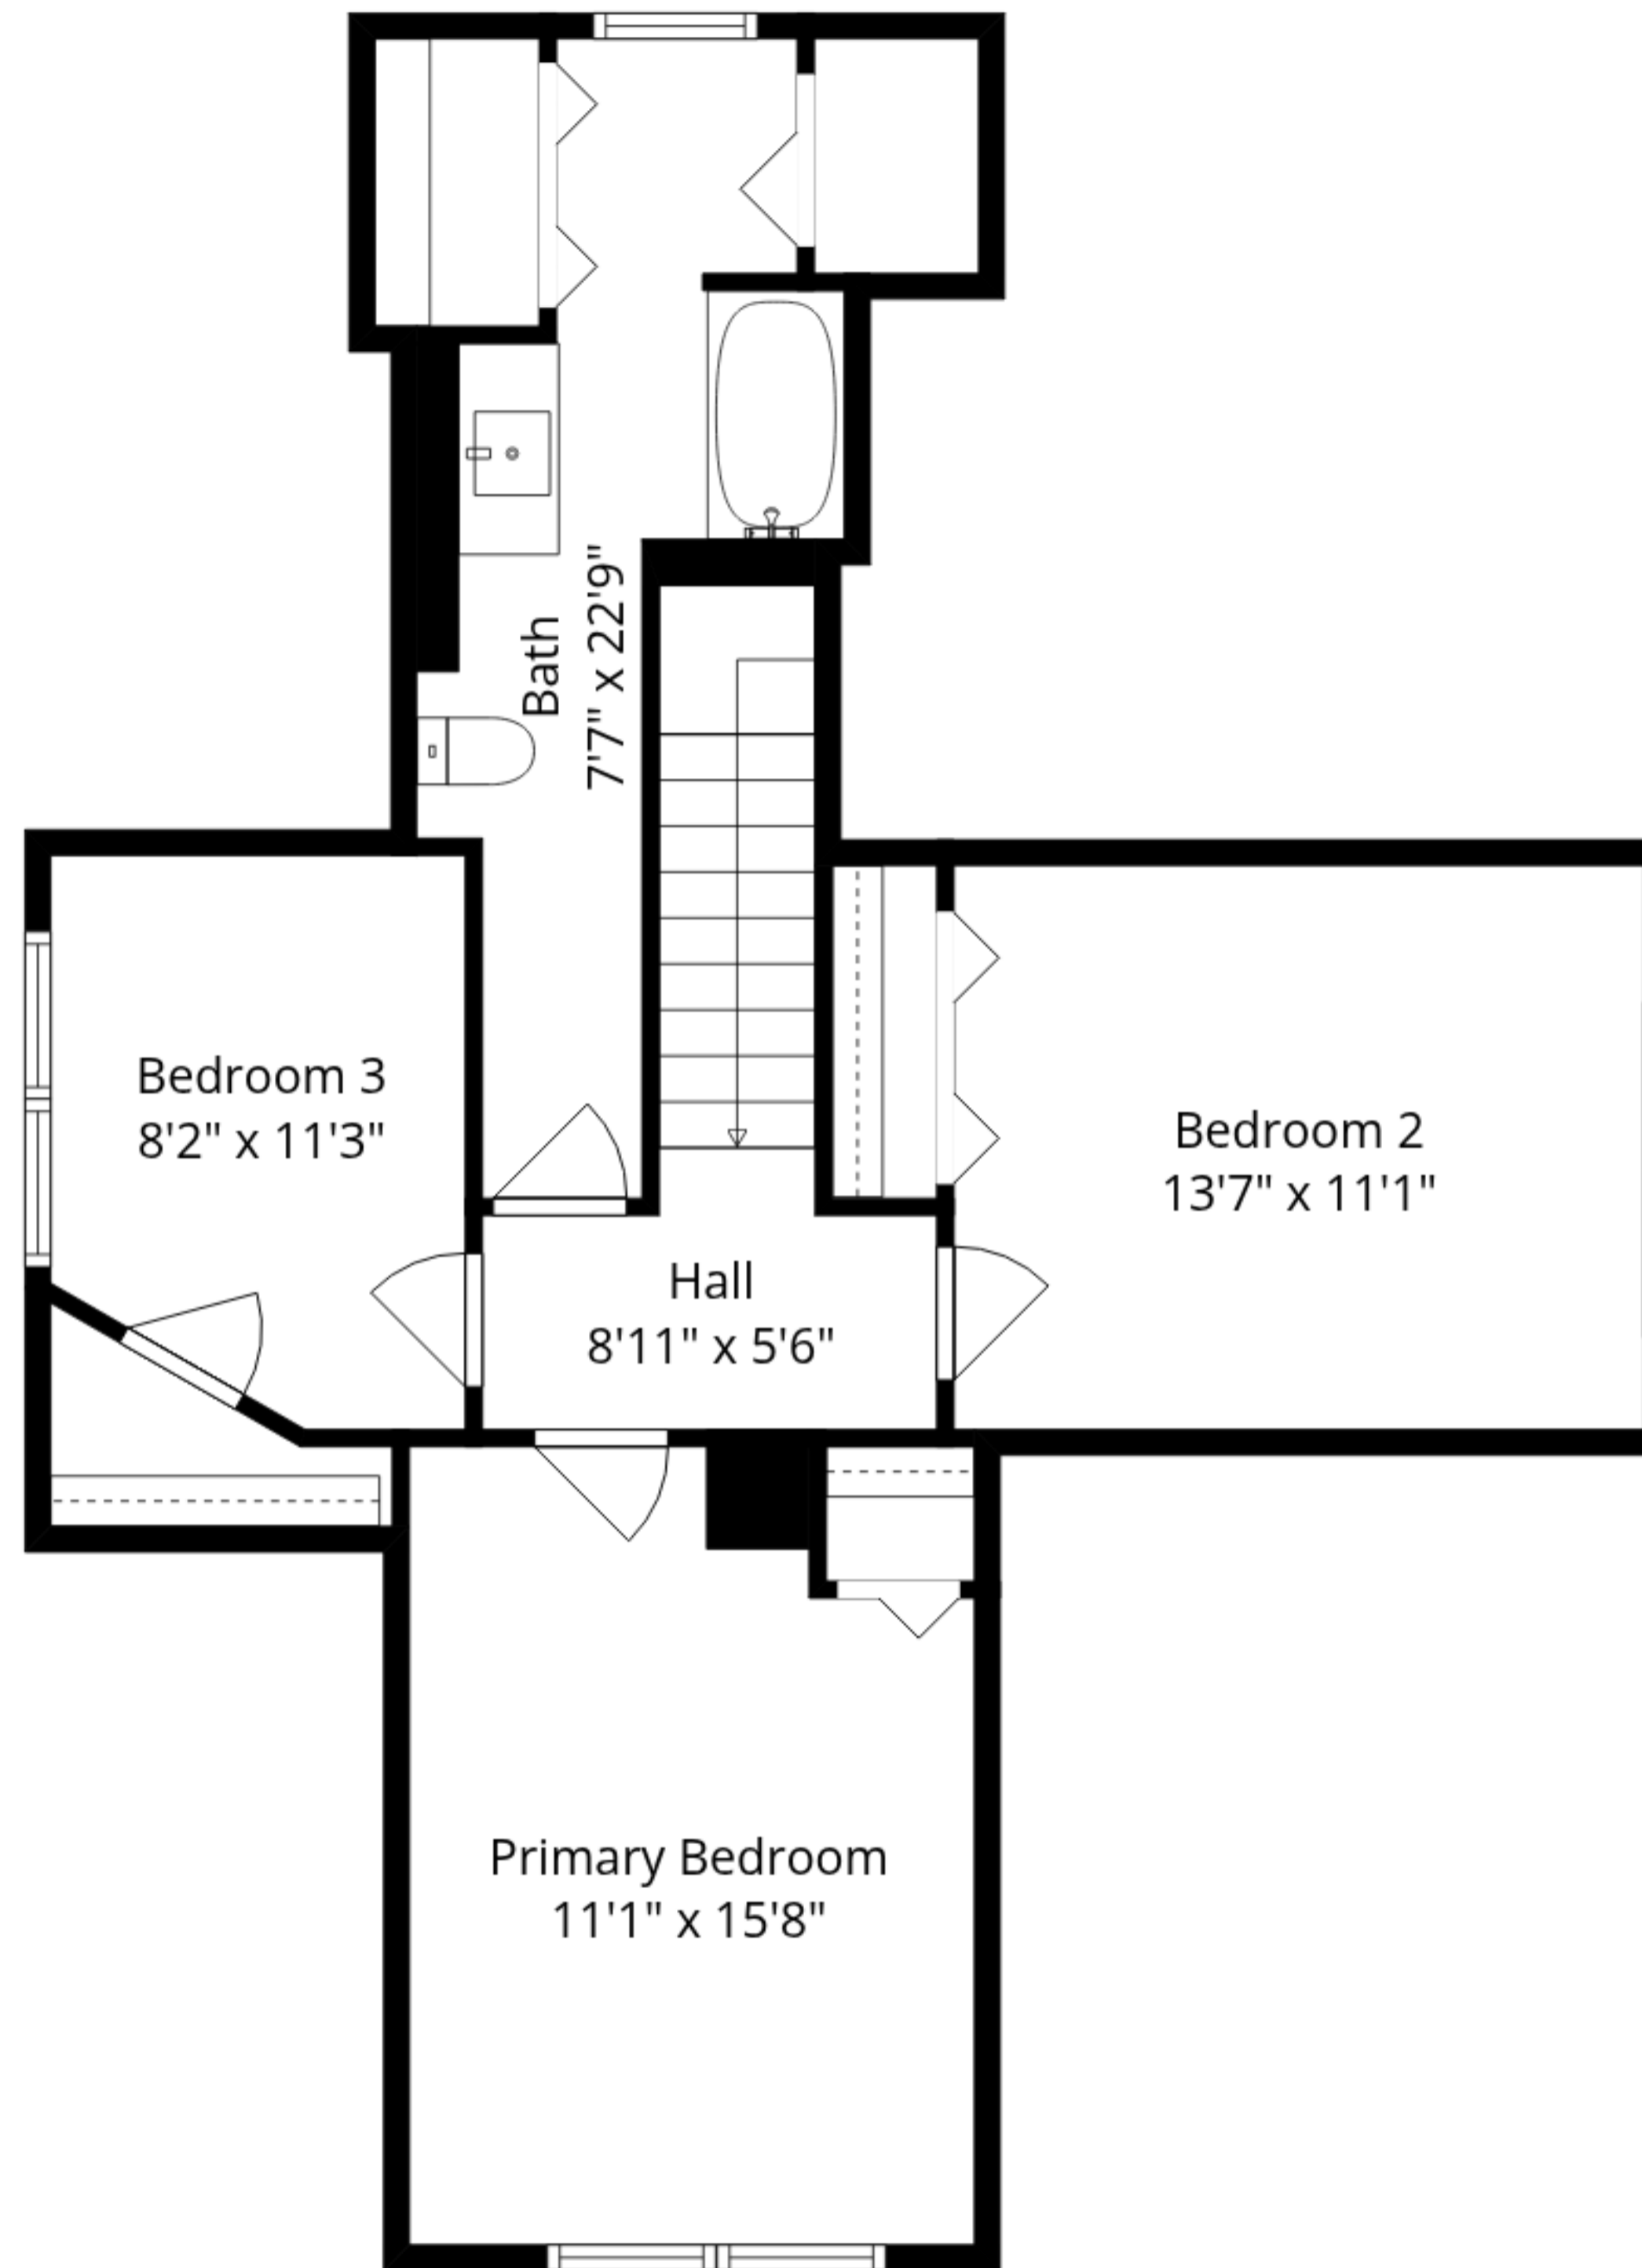 Bath
7'7" x 22'9"
Bedroom 3
8'2" x 11'3"
Bedroom 2
13'7" x 11'1"
Hall
8'11" x 5'6"
Primary Bedroom
11'1" x 15'8"